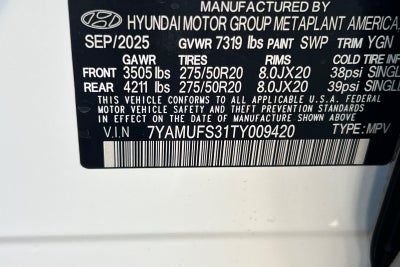 MANUFACTURED BY
HYUNDAI MOTOR GROUP METAPLANT AMERICA,
SEP/2025 GVWR 7319 lbs PAINT SWP TRIM YGN
GAWR TIRES RIMS COLD TIRE INF
FRONT 3505 lbs 275/50R20 8.0JX20 38psi SINGL
REAR 4211 lbs 275/50R20 8.0JX20 39psi SINGL
THIS VEHICLE CONFORMS TO ALL APPLICABLE U.S.A. FEDERAL
MOTOR VEHICLE SAFETY AND THEFT PREVENTION STANDARDS
IN EFFECT ON THE DATE OF MANUFACTURE SHOWN ABOVE.
V.I.N 7YAMUFS31TY009420 TYPE:MPV